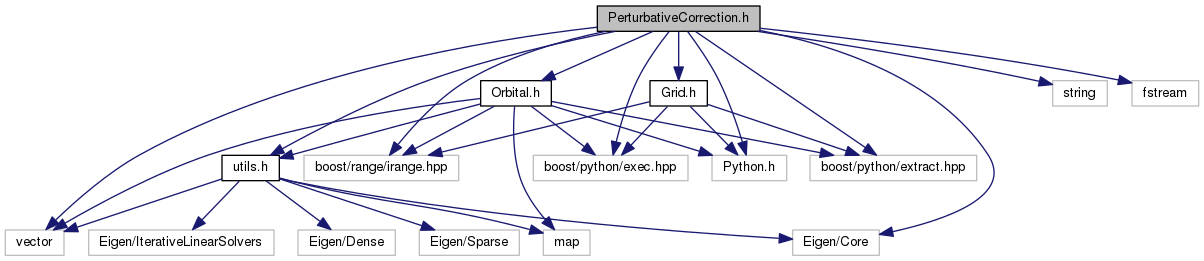 PerturbativeCorrection.h
Orbital.h
Grid.h
string
fstream
utils.h
boost/range/irange.hpp
boost/python/exec.hpp
Python.h
boost/python/extract.hpp
vector
Eigen/IterativeLinearSolvers
Eigen/Dense
Eigen/Sparse
map
Eigen/Core